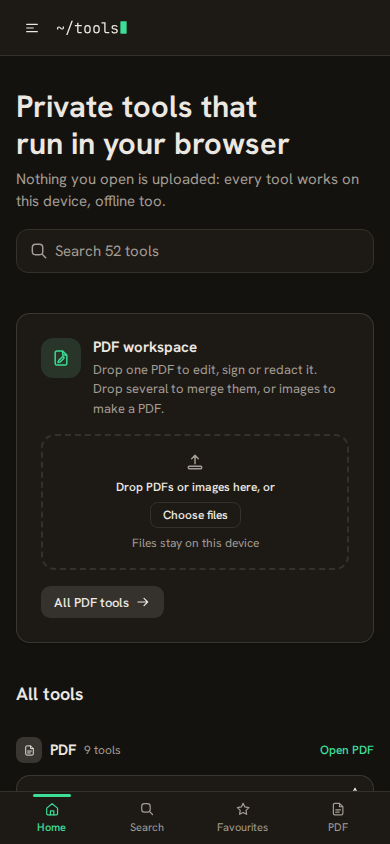 ~/tools
Private tools that
run in your browser
Nothing you open is uploaded: every tool works on
this device, offline too.
Search 52 tools
PDF workspace
Drop one PDF to edit, sign or redact it.
Drop several to merge them, or images to
make a PDF.
Drop PDFs or images here, or
Choose files
Files stay on this device
All PDF tools
All tools
PDF 9 tools Open PDF
Home Search Favourites PDF